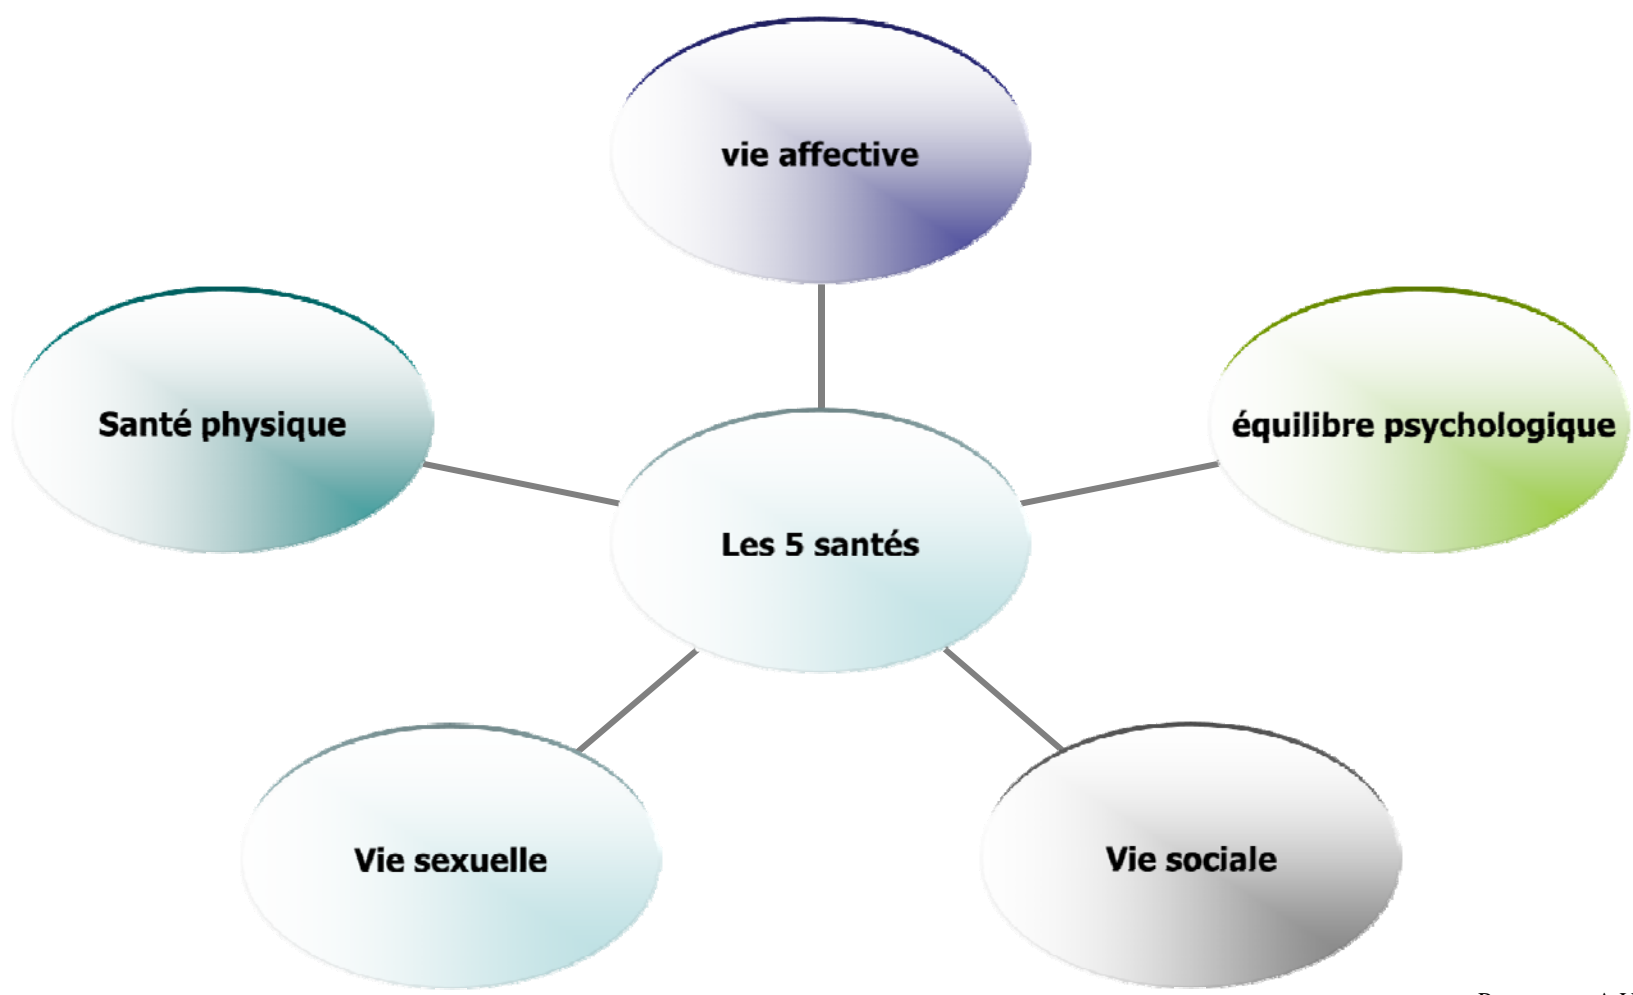 vie affective
Santé physique
équilibre psychologique
Les 5 santés
Vie sexuelle
Vie sociale